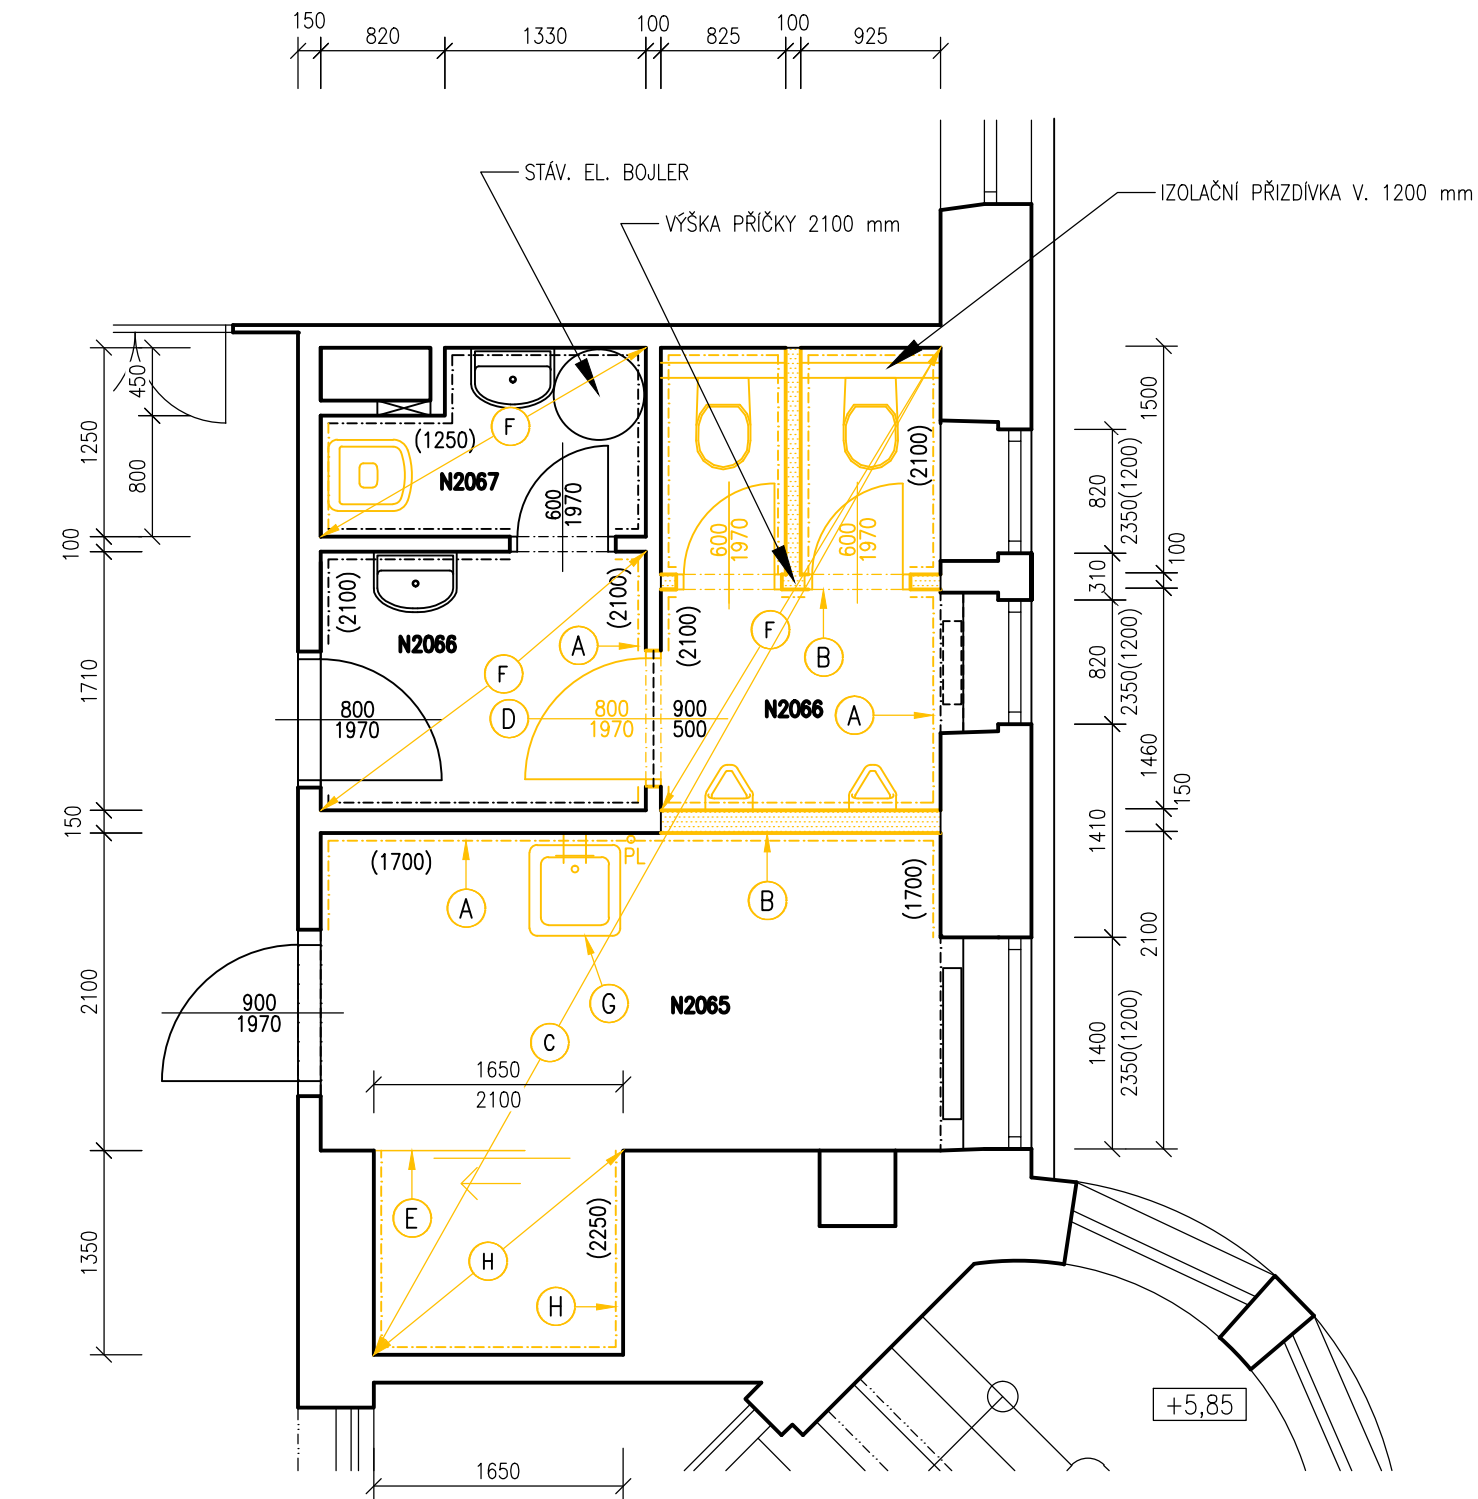 150
820
1330
100
825
100
925
STÁV. EL. BOJLER
VÝŠKA PŘÍČKY 2100 mm
IZOLAČNÍ PŘIZDÍVKA V. 1200 mm
450
1250
800
100
1710
150
2100
1350
(1250)
F
N2067
600
1970
(2100)
N2066
(2100)
A
F
800
1970
D
800
1970
900
500
600
1970
600
1970
(2100)
(2100)
F
B
N2066
A
(1700)
A
PL
B
(1700)
G
N2065
C
900
1970
1650
2100
E
H
(2250)
H
1650
1500
820
2350(1200)
100
310
820
2350(1200)
1460
150
1410
2100
1400
2350(1200)
+5,85